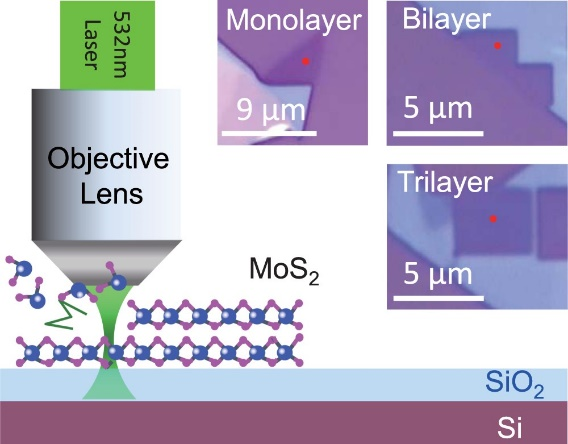 532nm
Laser
Objective
Lens
Monolayer
9 μm
Bilayer
5 μm
Trilayer
5 μm
MoS₂
SiO₂
Si